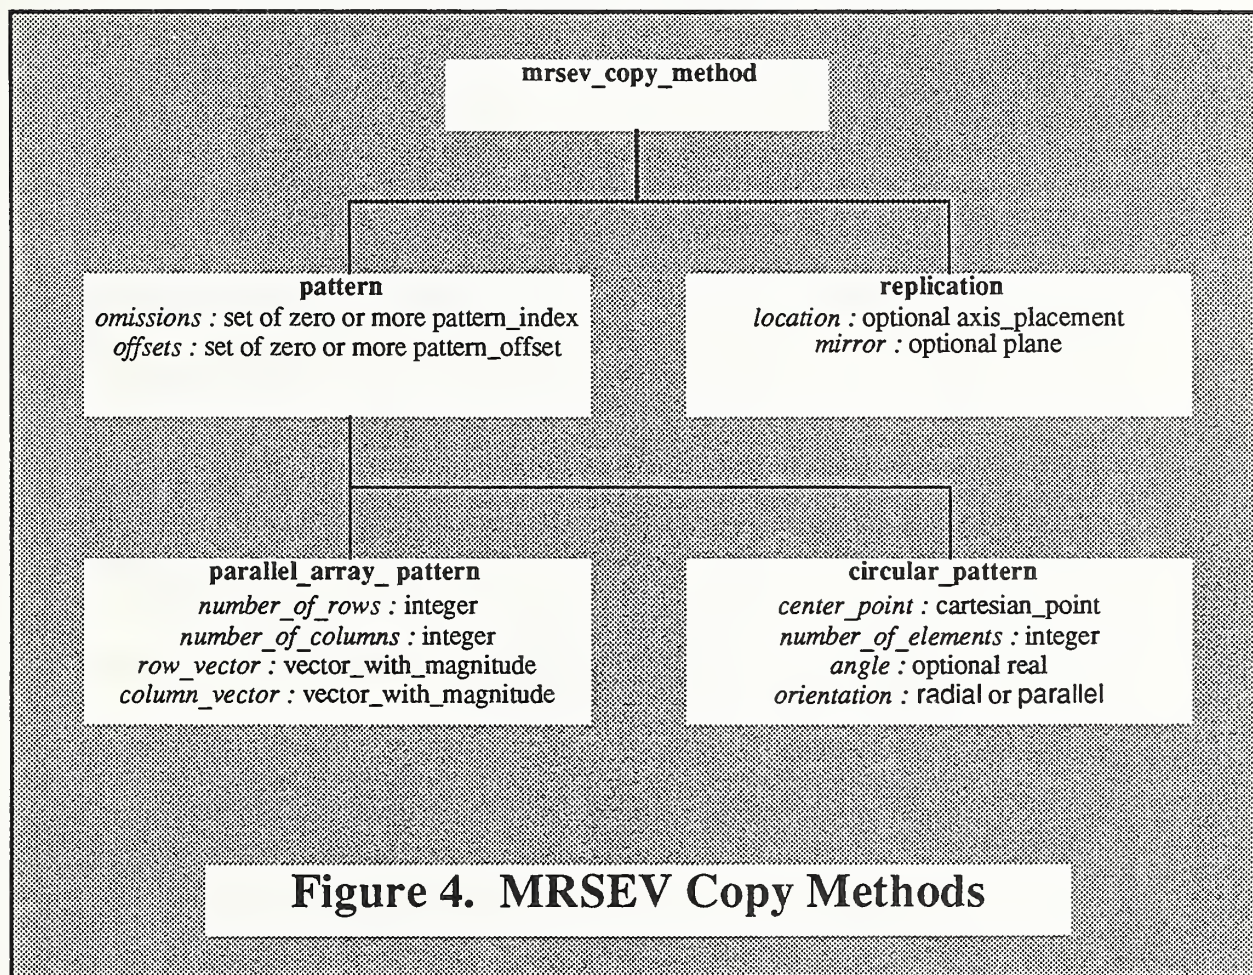 mrsev_copy_method
pattern
omissions : set of zero or more pattern_index
offsets : set of zero or more pattern_offset
replication
location : optional axis_placement
mirror : optional plane
parallel_array_ pattern
number_of_rows : integer
number_of_columns : integer
row_vector : vector_with_magnitude
column_vector : vector_with_magnitude
circular_pattern
center_point : cartesian_point
number_of_elements : integer
angle : optional real
orientation : radial or parallel
Figure 4. MRSEV Copy Methods